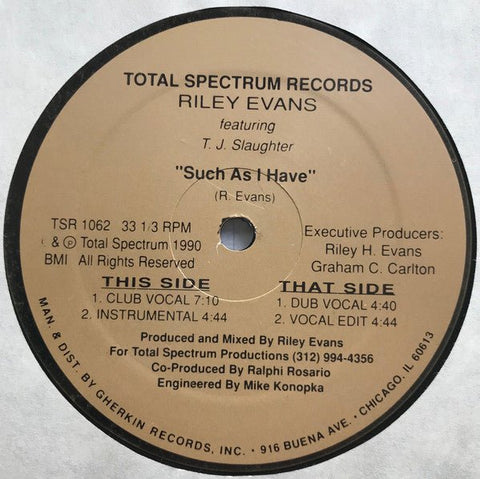 TOTAL SPECTRUM RECORDS
RILEY EVANS
featuring
T. J. Slaughter
"Such As I Have"
(R. Evans)
TSR 1062 33 1/3 RPM
& ℗ Total Spectrum 1990
BMI All Rights Reserved
Executive Producers:
Riley H. Evans
Graham C. Carlton
THIS SIDE
1. CLUB VOCAL 7:10
2. INSTRUMENTAL 4:44
THAT SIDE
1. DUB VOCAL 4:40
2. VOCAL EDIT 4:44
Produced and Mixed By Riley Evans
For Total Spectrum Productions (312) 994-4356
Co-Produced By Ralphi Rosario
Engineered By Mike Konopka
MAN. & DIST. BY GHERKIN RECORDS, INC. · 916 BUENA AVE. · CHICAGO, IL 60613